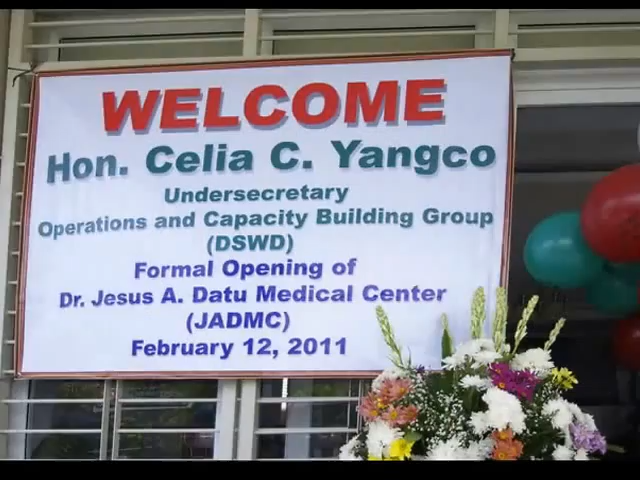 WELCOME
Hon. Celia C. Yangco
Undersecretary
Operations and Capacity Building Group
(DSWD)
Formal Opening of
Dr. Jesus A. Datu Medical Center
(JADMC)
February 12, 2011